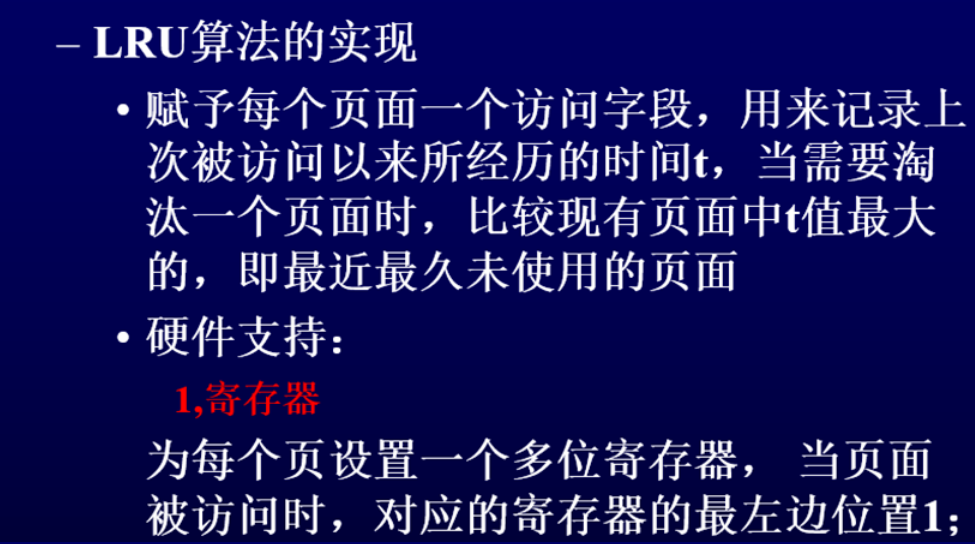 – LRU算法的实现
• 赋予每个页面一个访问字段，用来记录上
次被访问以来所经历的时间t，当需要淘
汰一个页面时，比较现有页面中t值最大
的，即最近最久未使用的页面
• 硬件支持：
1,寄存器
为每个页设置一个多位寄存器， 当页面
被访问时，对应的寄存器的最左边位置1；